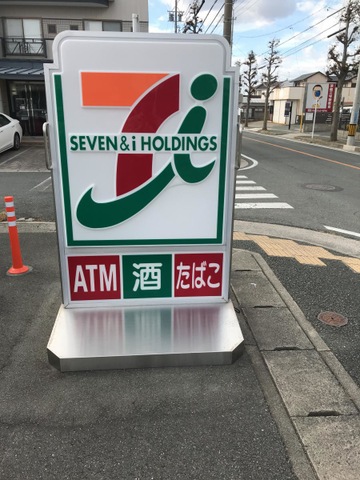 SEVEN & i HOLDINGS
ATM 酒 たばこ